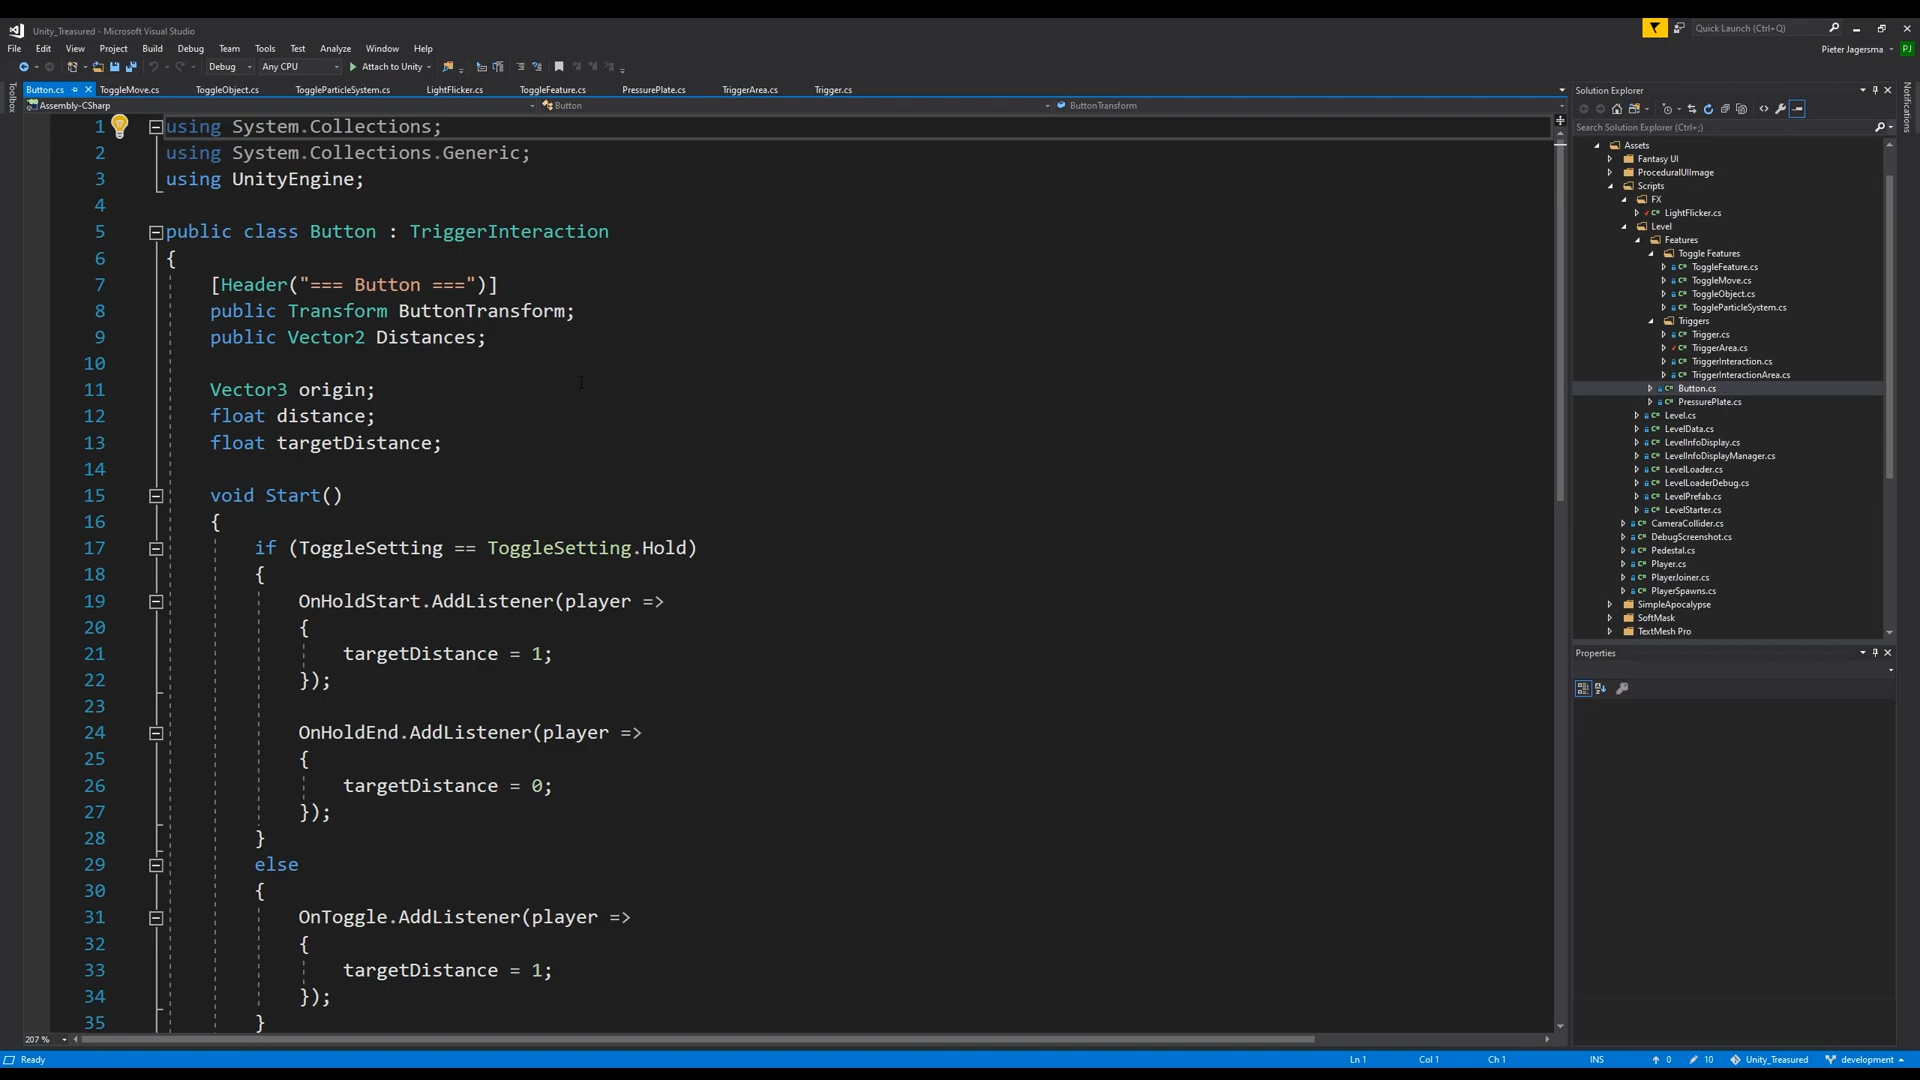 Unity_Treasured - Microsoft Visual Studio
Quick Launch (Ctrl+Q)
File Edit View Project Build Debug Team Tools Test Analyze Window Help
Pieter Jagersma
PJ
Debug Any CPU Attach to Unity
Toolbox
Notifications
Button.cs ToggleMove.cs ToggleObject.cs ToggleParticleSystem.cs LightFlicker.cs ToggleFeature.cs PressurePlate.cs TriggerArea.cs Trigger.cs
Assembly-CSharp Button ButtonTransform
1 using System.Collections;
2 using System.Collections.Generic;
3 using UnityEngine;
4
5 public class Button : TriggerInteraction
6 {
7 [Header("=== Button ===")]
8 public Transform ButtonTransform;
9 public Vector2 Distances;
10
11 Vector3 origin;
12 float distance;
13 float targetDistance;
14
15 void Start()
16 {
17 if (ToggleSetting == ToggleSetting.Hold)
18 {
19 OnHoldStart.AddListener(player =>
20 {
21 targetDistance = 1;
22 });
23
24 OnHoldEnd.AddListener(player =>
25 {
26 targetDistance = 0;
27 });
28 }
29 else
30 {
31 OnToggle.AddListener(player =>
32 {
33 targetDistance = 1;
34 });
35 }
207 %
Solution Explorer
Search Solution Explorer (Ctrl+;)
Assets
Fantasy UI
ProceduralUIImage
Scripts
FX
C# LightFlicker.cs
Level
Features
Toggle Features
C# ToggleFeature.cs
C# ToggleMove.cs
C# ToggleObject.cs
C# ToggleParticleSystem.cs
Triggers
C# Trigger.cs
C# TriggerArea.cs
C# TriggerInteraction.cs
C# TriggerInteractionArea.cs
C# Button.cs
C# PressurePlate.cs
C# Level.cs
C# LevelData.cs
C# LevelInfoDisplay.cs
C# LevelInfoDisplayManager.cs
C# LevelLoader.cs
C# LevelLoaderDebug.cs
C# LevelPrefab.cs
C# LevelStarter.cs
C# CameraCollider.cs
C# DebugScreenshot.cs
C# Pedestal.cs
C# Player.cs
C# PlayerJoiner.cs
C# PlayerSpawns.cs
SimpleApocalypse
SoftMask
TextMesh Pro
Properties
Ready Ln 1 Col 1 Ch 1 INS 0 10 Unity_Treasured development